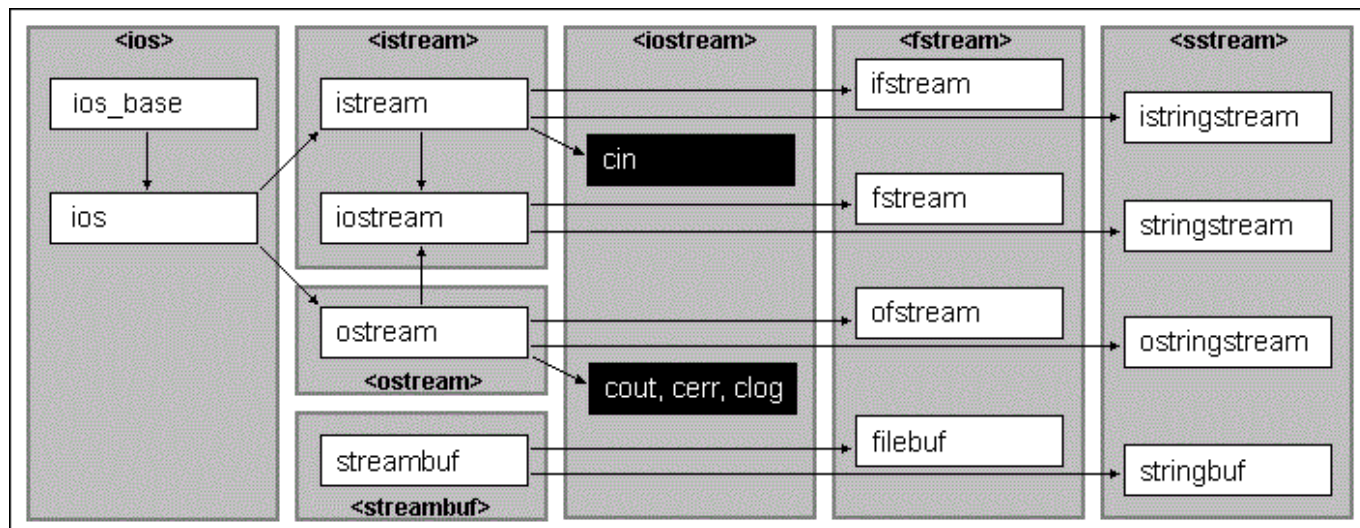 <ios>
ios_base
ios
<istream>
istream
iostream
ostream
<ostream>
streambuf
<streambuf>
<iostream>
cin
cout, cerr, clog
<fstream>
ifstream
fstream
ofstream
filebuf
<sstream>
istringstream
stringstream
ostringstream
stringbuf